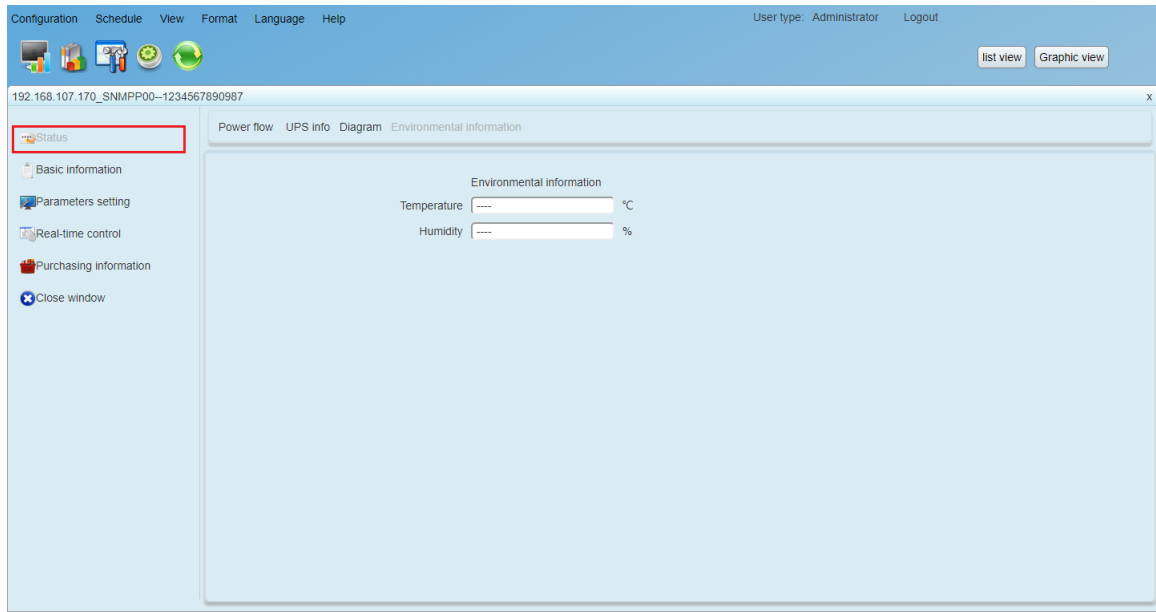 Configuration Schedule View Format Language Help User type: Administrator Logout
list view Graphic view
192.168.107.170_SNMPP00--1234567890987 x
Status
Basic information
Parameters setting
Real-time control
Purchasing information
Close window
Power flow UPS info Diagram Environmental information
Environmental information
Temperature ---- ℃
Humidity ---- %